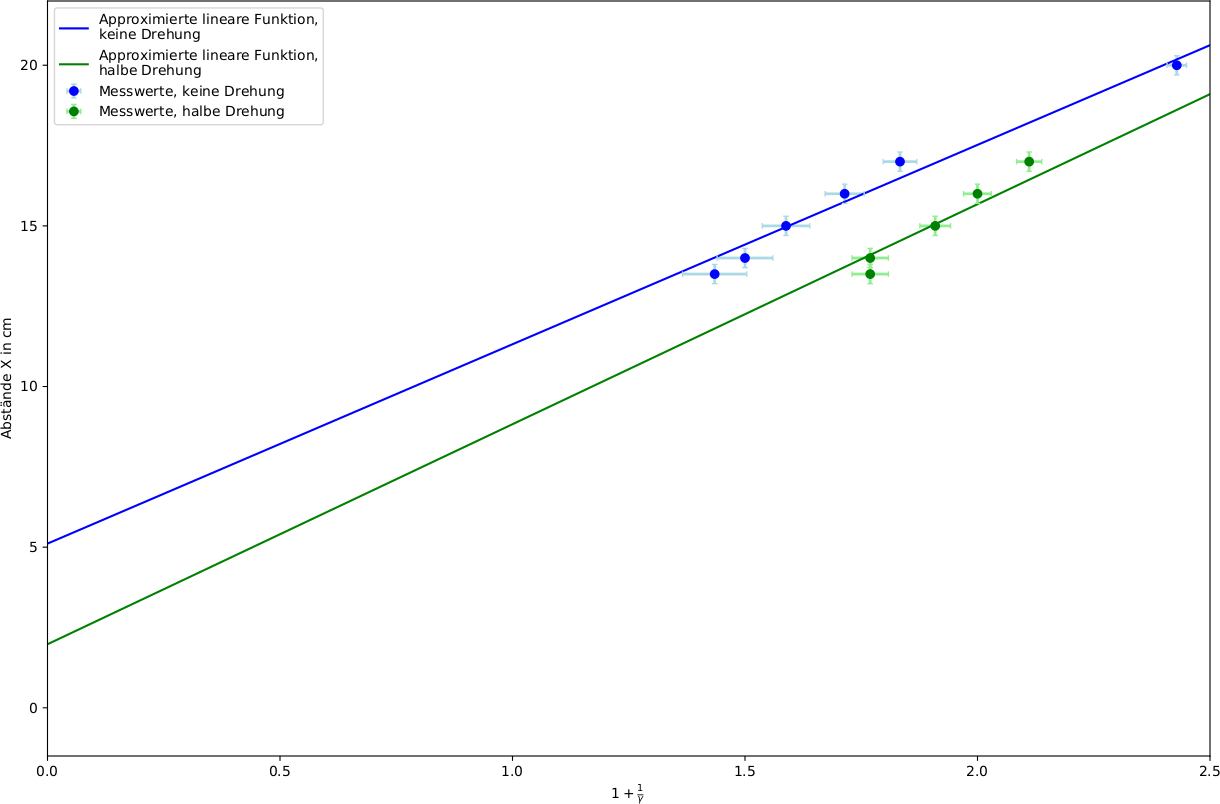 Approximierte lineare Funktion,
keine Drehung
Approximierte lineare Funktion,
halbe Drehung
Messwerte, keine Drehung
Messwerte, halbe Drehung
Abstände X in cm
20
15
10
5
0
0.0 0.5 1.0 1.5 2.0 2.5
1 + 1/γ